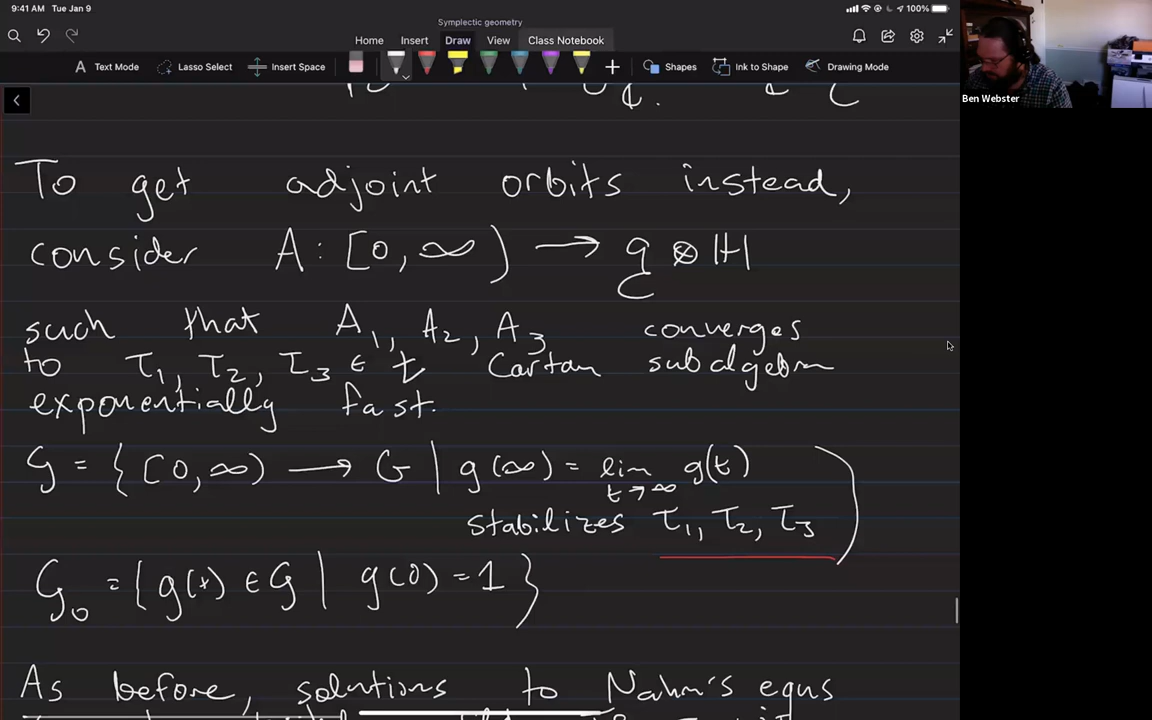 9:41 AM Tue Jan 9
100%
Symplectic geometry
Home Insert Draw View Class Notebook
Text Mode Lasso Select Insert Space Shapes Ink to Shape Drawing Mode
Ben Webster
To get adjoint orbits instead,
consider A : [0, ∞) → g ⊗ ℍ
such that A₁, A₂, A₃ converges
to τ₁, τ₂, τ₃ ∈ t Cartan subalgebra
exponentially fast.
G = { [0, ∞) → G | g(∞) = lim g(t)
t → ∞
stabilizes τ₁, τ₂, τ₃ )
G₀ = { g(t) ∈ G | g(0) = 1 }
As before, solutions to Nahm's equns